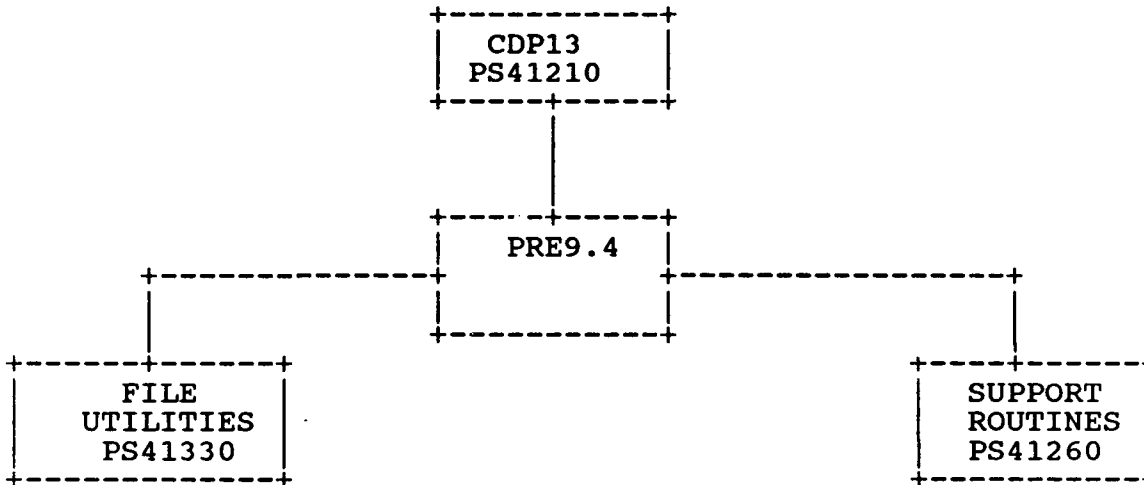 CDP13
PS41210
PRE9.4
FILE
UTILITIES
PS41330
SUPPORT
ROUTINES
PS41260